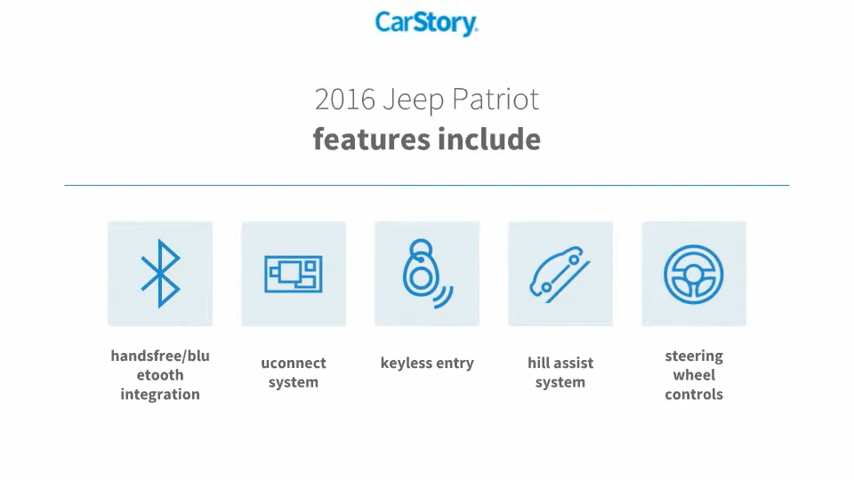 CarStory
2016 Jeep Patriot
features include
handsfree/blu
etooth
integration
uconnect
system
keyless entry
hill assist
system
steering
wheel
controls